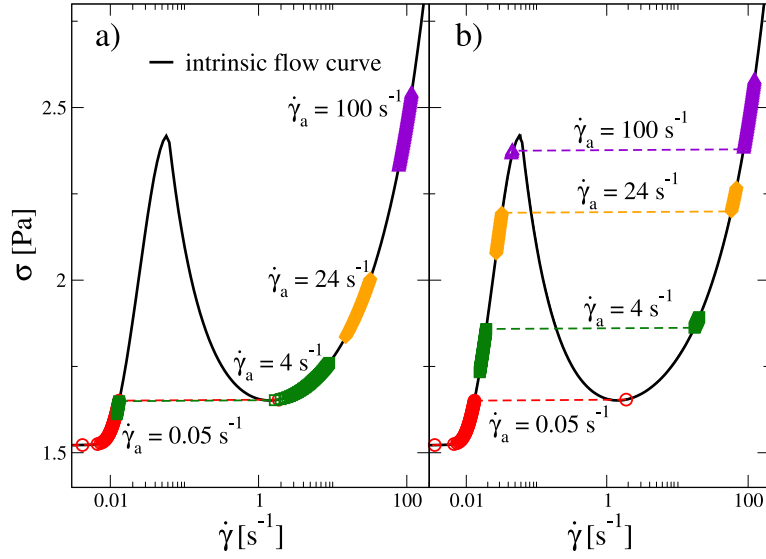 a)
intrinsic flow curve
γ̇ₐ = 100 s⁻¹
γ̇ₐ = 24 s⁻¹
γ̇ₐ = 4 s⁻¹
γ̇ₐ = 0.05 s⁻¹
b)
γ̇ₐ = 100 s⁻¹
γ̇ₐ = 24 s⁻¹
γ̇ₐ = 4 s⁻¹
γ̇ₐ = 0.05 s⁻¹
σ [Pa]
2.5
2
1.5
0.01 1 100
0.01 1 100
γ̇ [s⁻¹]
γ̇ [s⁻¹]